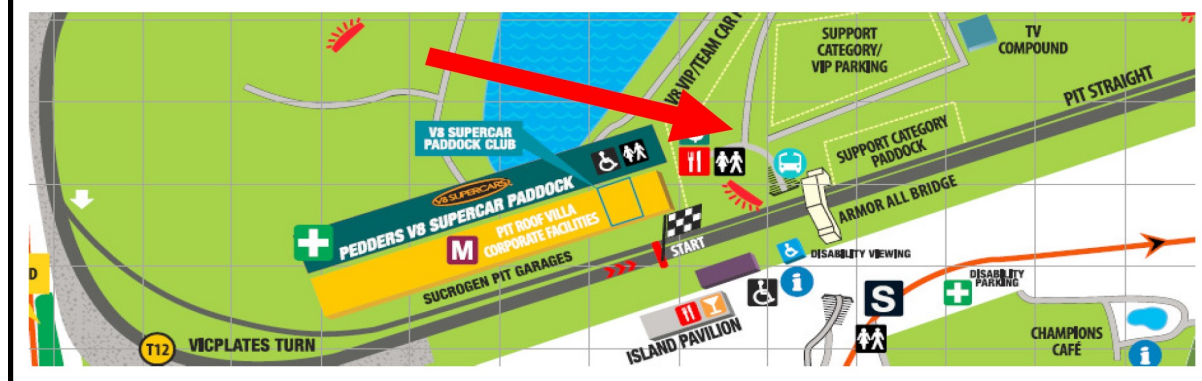 SUPPORT
CATEGORY/
VIP PARKING
TV
COMPOUND
V8 VIP/TEAM CAR
PIT STRAIGHT
V8 SUPERCAR
PADDOCK CLUB
SUPPORT CATEGORY
PADDOCK
V8 SUPERCARS
PEDDERS V8 SUPERCAR PADDOCK
M
PIT ROOF VILLA
CORPORATE FACILITIES
ARMOR ALL BRIDGE
START
SUCROGEN PIT GARAGES
DISABILITY VIEWING
i
S
DISABILITY
PARKING
D
ISLAND PAVILION
T12
VICPLATES TURN
CHAMPIONS
CAFÉ
i